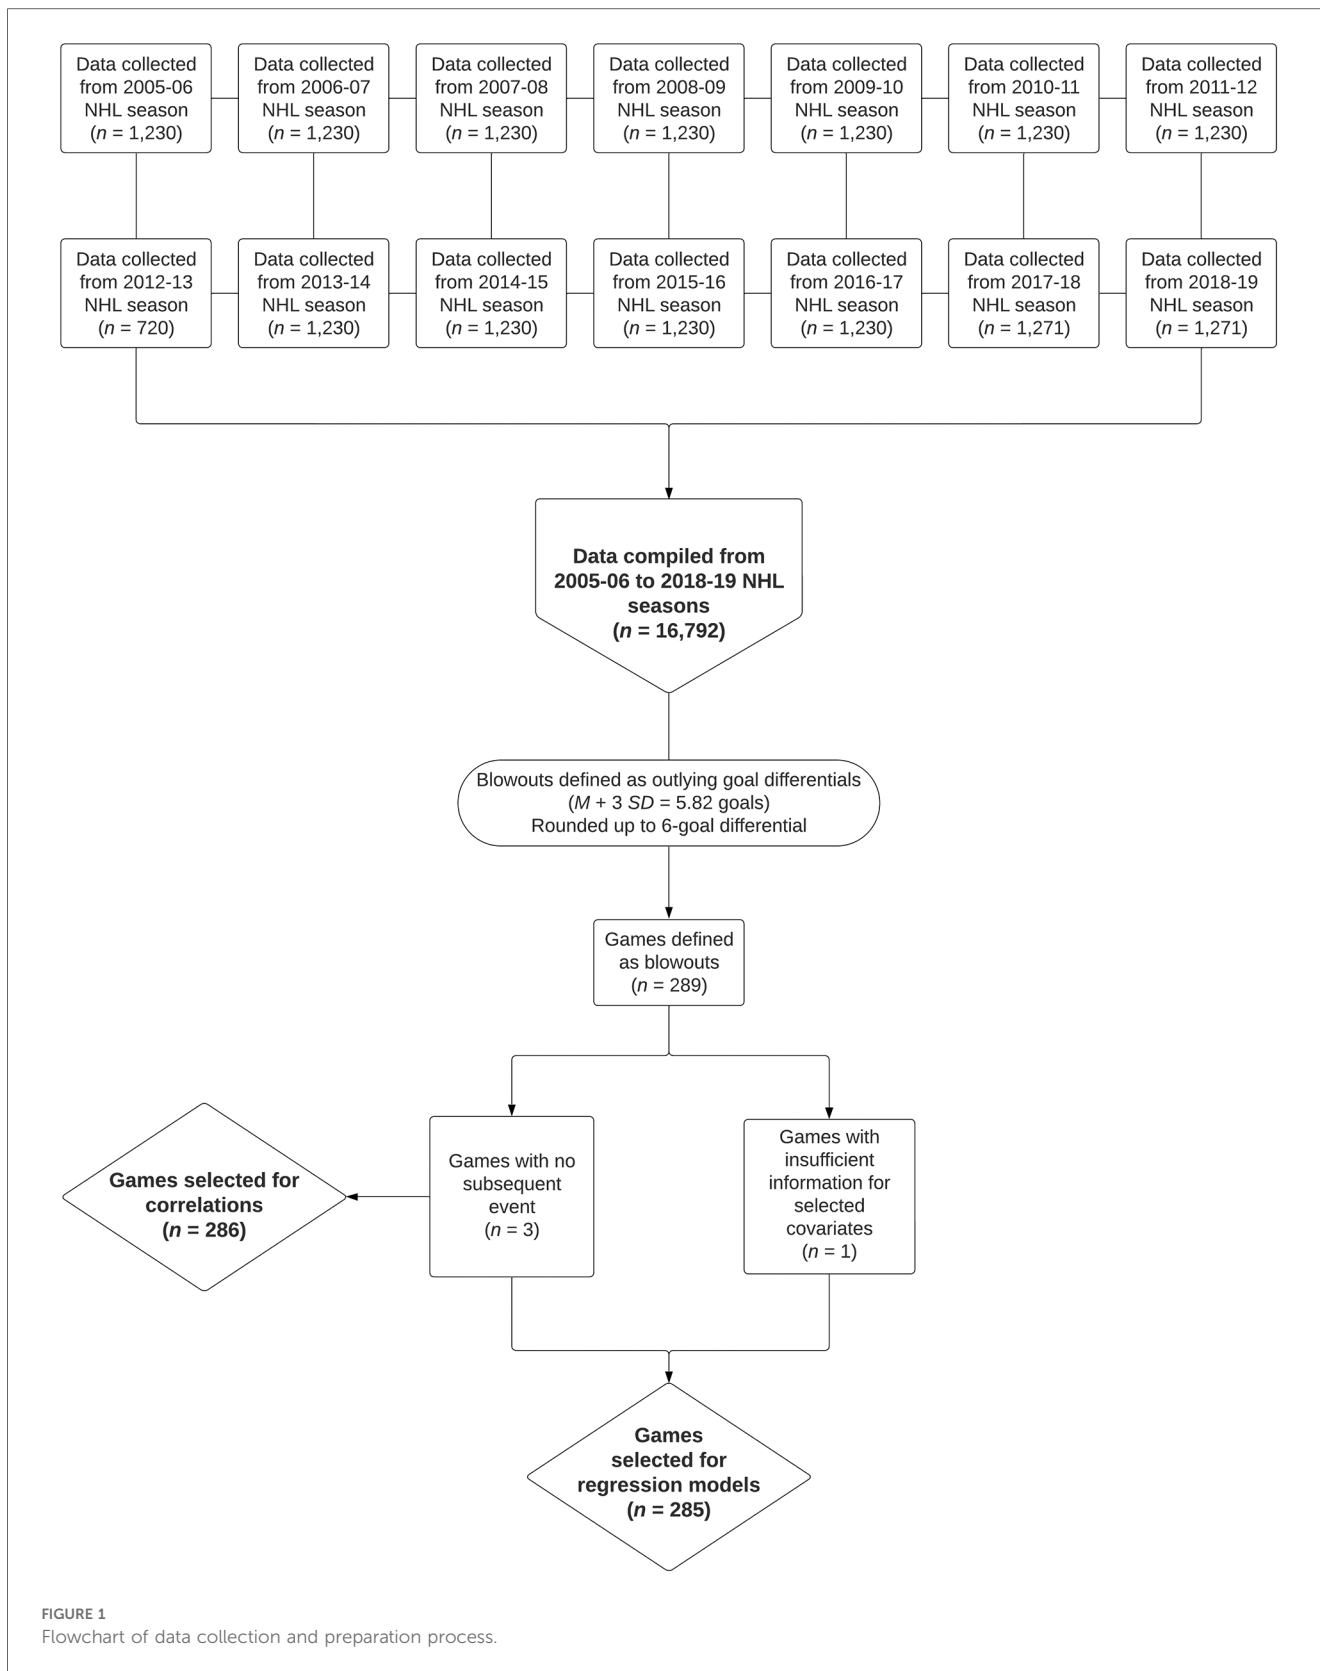 Data collected
from 2005-06
NHL season
(n = 1,230)
Data collected
from 2006-07
NHL season
(n = 1,230)
Data collected
from 2007-08
NHL season
(n = 1,230)
Data collected
from 2008-09
NHL season
(n = 1,230)
Data collected
from 2009-10
NHL season
(n = 1,230)
Data collected
from 2010-11
NHL season
(n = 1,230)
Data collected
from 2011-12
NHL season
(n = 1,230)
Data collected
from 2012-13
NHL season
(n = 720)
Data collected
from 2013-14
NHL season
(n = 1,230)
Data collected
from 2014-15
NHL season
(n = 1,230)
Data collected
from 2015-16
NHL season
(n = 1,230)
Data collected
from 2016-17
NHL season
(n = 1,230)
Data collected
from 2017-18
NHL season
(n = 1,271)
Data collected
from 2018-19
NHL season
(n = 1,271)
Data compiled from
2005-06 to 2018-19 NHL
seasons
(n = 16,792)
Blowouts defined as outlying goal differentials
(M + 3 SD = 5.82 goals)
Rounded up to 6-goal differential
Games defined
as blowouts
(n = 289)
Games selected for
correlations
(n = 286)
Games with no
subsequent
event
(n = 3)
Games with
insufficient
information for
selected
covariates
(n = 1)
Games
selected for
regression models
(n = 285)
FIGURE 1
Flowchart of data collection and preparation process.